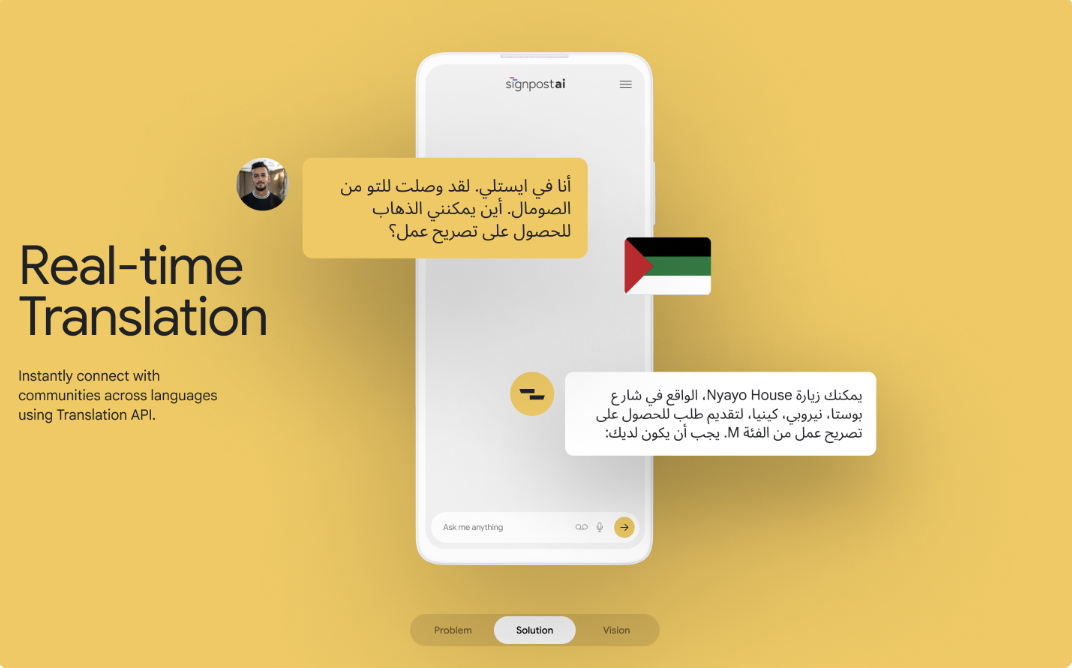 signpostai
أنا في ايستلي. لقد وصلت للتو من
الصومال. أين يمكنني الذهاب
للحصول على تصريح عمل؟
Real-time
Translation
Instantly connect with
communities across languages
using Translation API.
يمكنك زيارة Nyayo House، الواقع في شارع
بوستا، نيروبي، كينيا، لتقديم طلب للحصول على
تصريح عمل من الفئة M. يجب أن يكون لديك:
Ask me anything
Problem
Solution
Vision